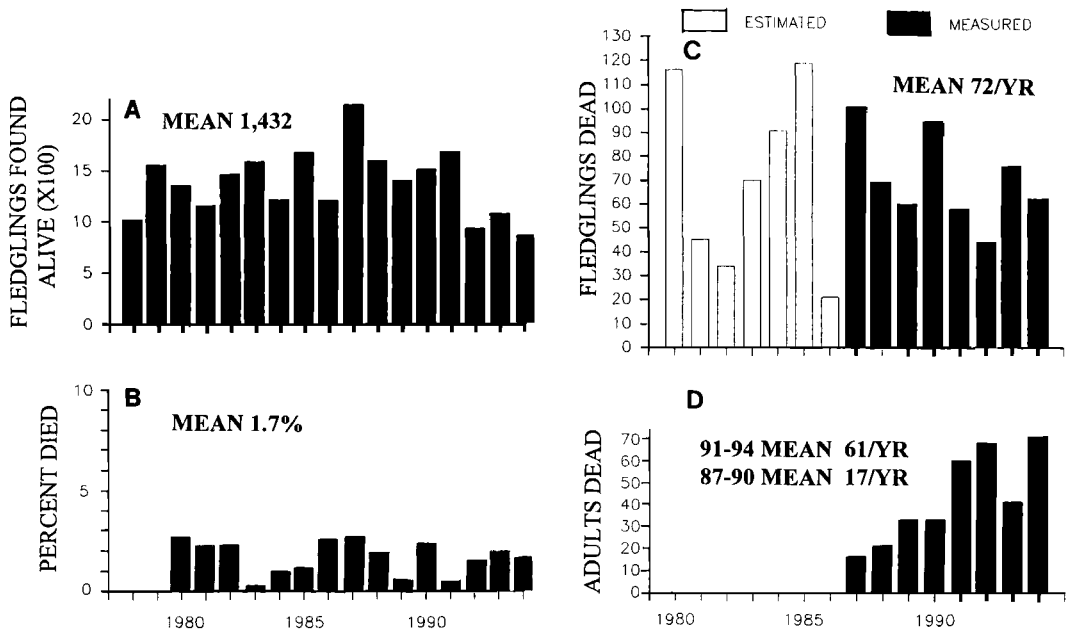 ESTIMATED MEASURED
A
MEAN 1,432
FLEDGLINGS FOUND
ALIVE (X100)
20
15
10
5
0
C
MEAN 72/YR
FLEDGLINGS DEAD
130
120
110
100
90
80
70
60
50
40
30
20
10
0
B
MEAN 1.7%
PERCENT DIED
10
5
0
1980 1985 1990
D
91-94 MEAN 61/YR
87-90 MEAN 17/YR
ADULTS DEAD
70
60
50
40
30
20
10
0
1980 1985 1990